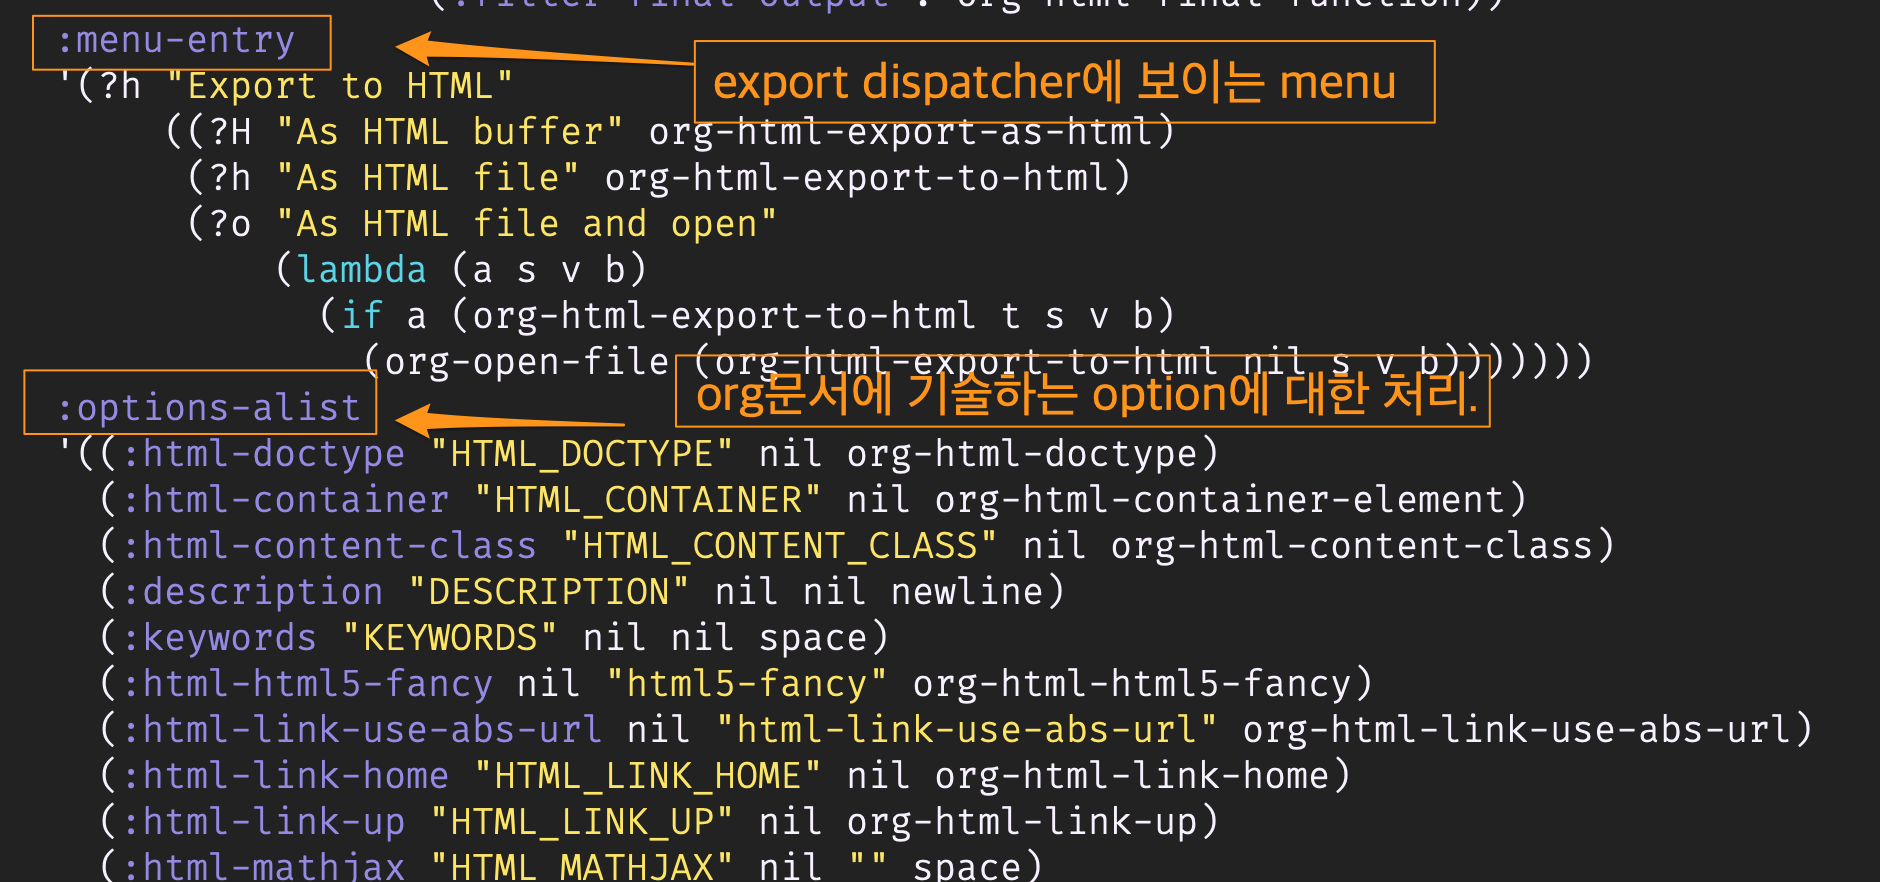 (:filter-final-output . org-html-final-function))
:menu-entry
'(?h "Export to HTML"
export dispatcher에 보이는 menu
((?H "As HTML buffer" org-html-export-as-html)
(?h "As HTML file" org-html-export-to-html)
(?o "As HTML file and open"
(lambda (a s v b)
(if a (org-html-export-to-html t s v b)
(org-open-file (org-html-export-to-html nil s v b)))))))
org문서에 기술하는 option에 대한 처리.
:options-alist
'((:html-doctype "HTML_DOCTYPE" nil org-html-doctype)
(:html-container "HTML_CONTAINER" nil org-html-container-element)
(:html-content-class "HTML_CONTENT_CLASS" nil org-html-content-class)
(:description "DESCRIPTION" nil nil newline)
(:keywords "KEYWORDS" nil nil space)
(:html-html5-fancy nil "html5-fancy" org-html-html5-fancy)
(:html-link-use-abs-url nil "html-link-use-abs-url" org-html-link-use-abs-url)
(:html-link-home "HTML_LINK_HOME" nil org-html-link-home)
(:html-link-up "HTML_LINK_UP" nil org-html-link-up)
(:html-mathjax "HTML_MATHJAX" nil "" space)